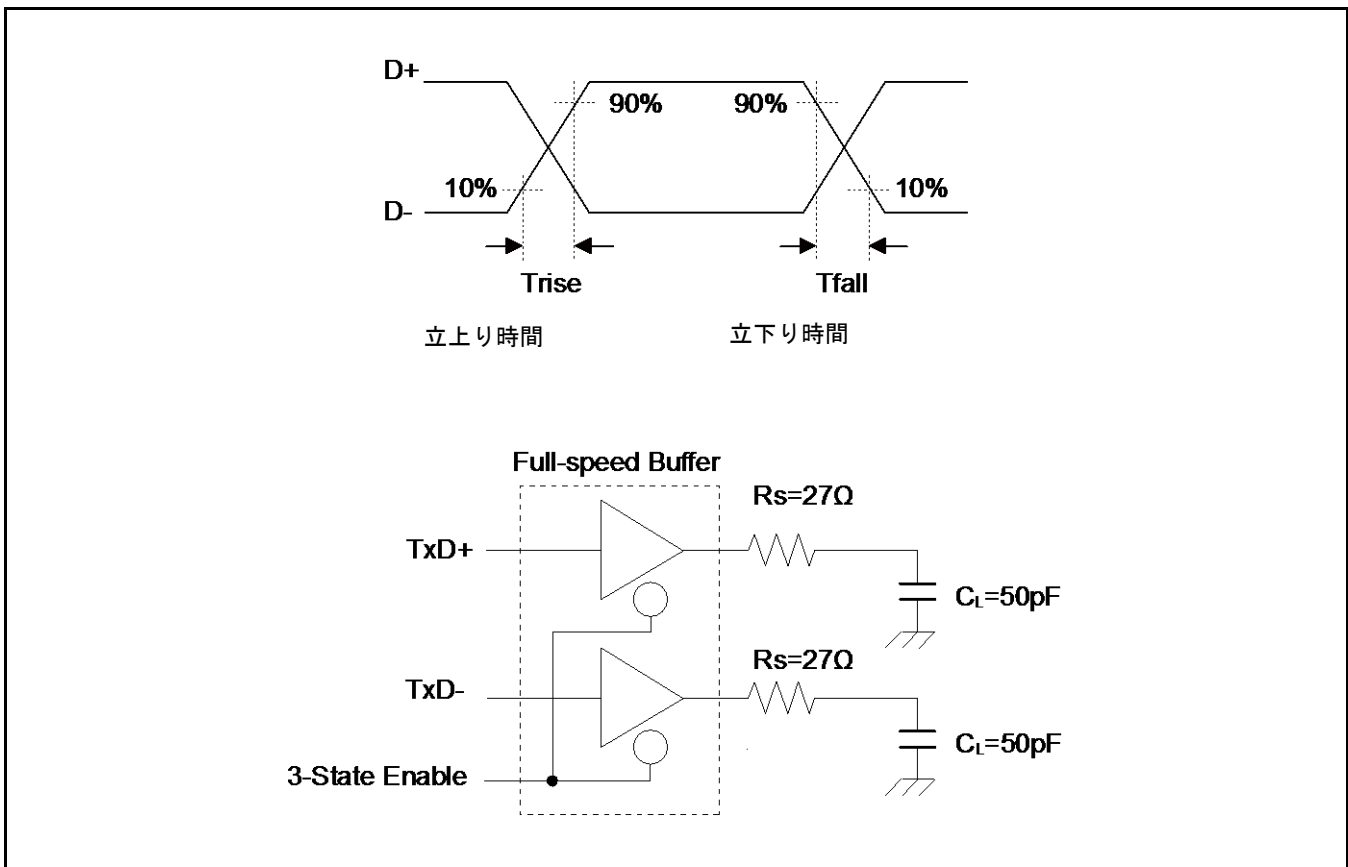 D+
90% 90%
10% 10%
D-
Trise Tfall
立上り時間 立下り時間
Full-speed Buffer
Rs=27Ω
TxD+
CL=50pF
Rs=27Ω
TxD-
CL=50pF
3-State Enable